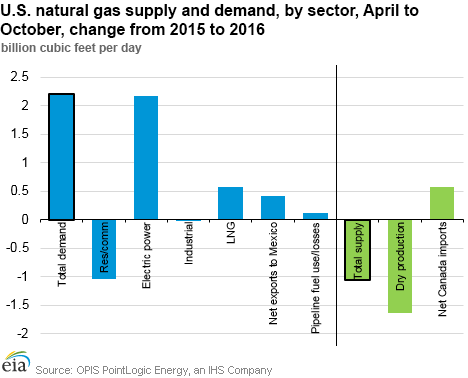 U.S. natural gas supply and demand, by sector, April to
October, change from 2015 to 2016
billion cubic feet per day
2.5
2
1.5
1
0.5
0
-0.5
-1
-1.5
-2
Total demand
Res/comm
Electric power
Industrial
LNG
Net exports to Mexico
Pipeline fuel use/losses
Total supply
Dry production
Net Canada imports
eia
Source: OPIS PointLogic Energy, an IHS Company